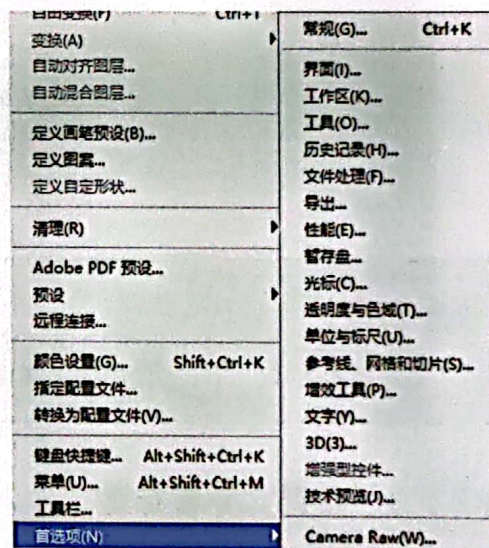 自由变换(F) Ctrl+T
变换(A)
自动对齐图层...
自动混合图层...
定义画笔预设(B)...
定义图案...
定义自定形状...
清理(R)
Adobe PDF 预设...
预设
远程连接...
颜色设置(G)... Shift+Ctrl+K
指定配置文件...
转换为配置文件(V)...
键盘快捷键... Alt+Shift+Ctrl+K
菜单(U)... Alt+Shift+Ctrl+M
工具栏...
首选项(N)
常规(G)... Ctrl+K
界面(I)...
工作区(K)...
工具(O)...
历史记录(H)...
文件处理(F)...
导出...
性能(E)...
暂存盘...
光标(C)...
透明度与色域(T)...
单位与标尺(U)...
参考线、网格和切片(S)...
增效工具(P)...
文字(Y)...
3D(3)...
增强型控件...
技术预览(J)...
Camera Raw(W)...